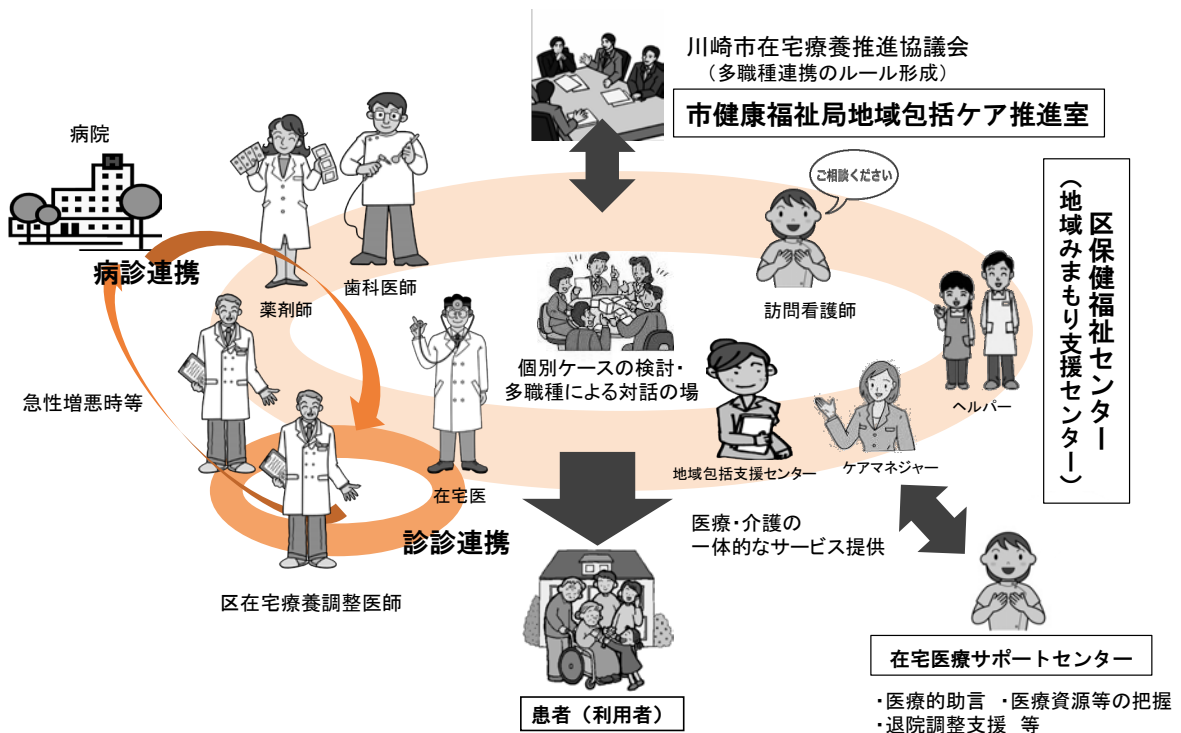 川崎市在宅療養推進協議会
（多職種連携のルール形成）
市健康福祉局地域包括ケア推進室
病院
H
ご相談ください
区保健福祉センター
（地域みまもり支援センター）
病診連携
薬剤師
歯科医師
訪問看護師
個別ケースの検討・
多職種による対話の場
急性増悪時等
ヘルパー
地域包括支援センター
ケアマネジャー
在宅医
診診連携
医療・介護の
一体的なサービス提供
区在宅療養調整医師
患者（利用者）
在宅医療サポートセンター
・医療的助言　・医療資源等の把握
・退院調整支援　等